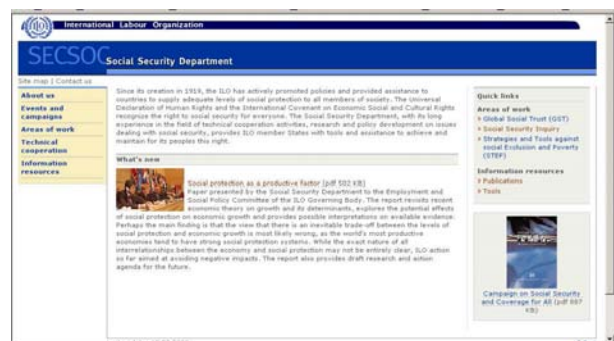 International Labour Organization
SECSOC Social Security Department
Site map | Contact us
About us
Events and
campaigns
Areas of work
Technical
cooperation
Information
resources
Since its creation in 1919, the ILO has actively promoted policies and provided assistance to
countries to supply adequate levels of social protection to all members of society. The Universal
Declaration of Human Rights and the International Covenant on Economic Social and Cultural Rights
recognize the right to social security for everyone. The Social Security Department, with its long
experience in the field of technical cooperation activities, research and policy development on issues
dealing with social security, provides ILO member States with tools and assistance to achieve and
maintain for its peoples this right.
What's new
Social protection as a productive factor (pdf 502 KB)
Paper presented by the Social Security Department to the Employment and
Social Policy Committee of the ILO Governing Body. The report revisits recent
economic theory on growth and its determinants, explores the potential effects
of social protection on economic growth and provides possible interpretations on available evidence.
Perhaps the main finding is that the view that there is an inevitable trade-off between the levels of
social protection and economic growth is most likely wrong, as the world's most productive
economies tend to have strong social protection systems. While the exact nature of all
interrelationships between the economy and social protection may not be entirely clear, ILO action
so far aimed at avoiding negative impacts. The report also provides draft research and action
agenda for the future.
Quick links
Areas of work
Global Social Trust (GST)
Social Security Inquiry
Strategies and Tools against
social Exclusion and Poverty
(STEP)
Information resources
Publications
Tools
Campaign on Social Security
and Coverage for All (pdf 887
KB)